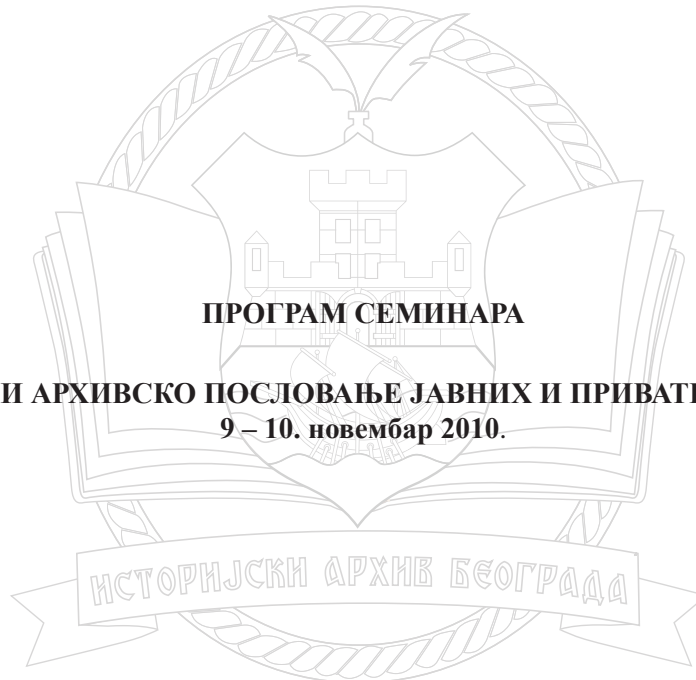 ПРОГРАМ СЕМИНАРА
И АРХИВСКО ПОСЛОВАЊЕ ЈАВНИХ И
9 – 10. новембар 2010.
ИСТОРИЈСКИ АРХИВ БЕОГРАДА